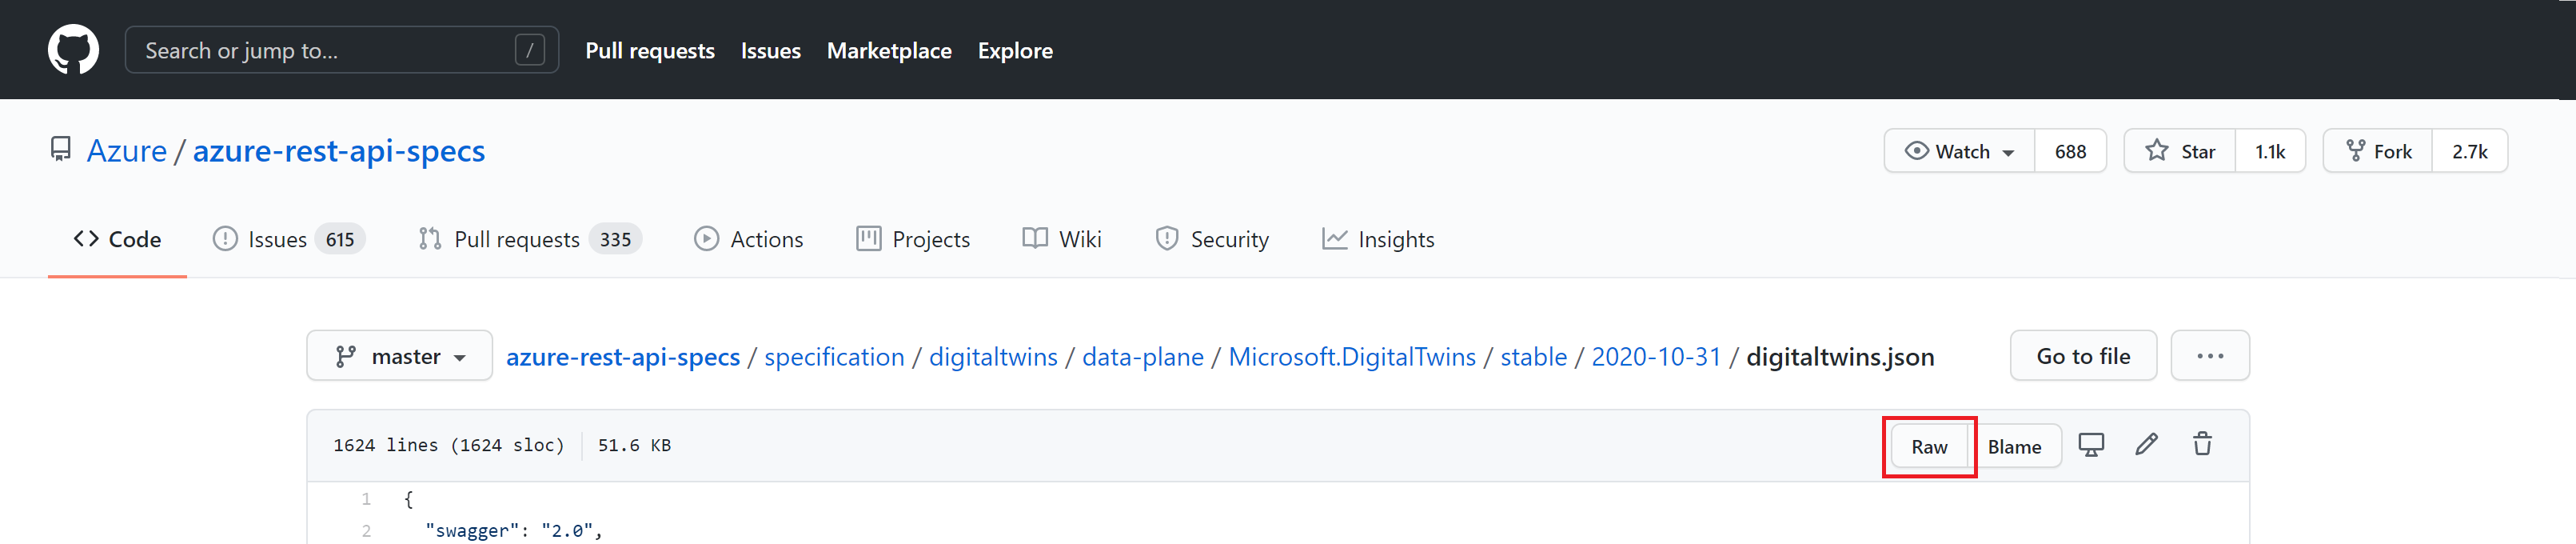 Search or jump to... / Pull requests Issues Marketplace Explore
Azure / azure-rest-api-specs Watch 688 Star 1.1k Fork 2.7k
Code Issues 615 Pull requests 335 Actions Projects Wiki Security Insights
master azure-rest-api-specs / specification / digitaltwins / data-plane / Microsoft.DigitalTwins / stable / 2020-10-31 / digitaltwins.json Go to file ...
1624 lines (1624 sloc) 51.6 KB Raw Blame
1 {
2 "swagger": "2.0",